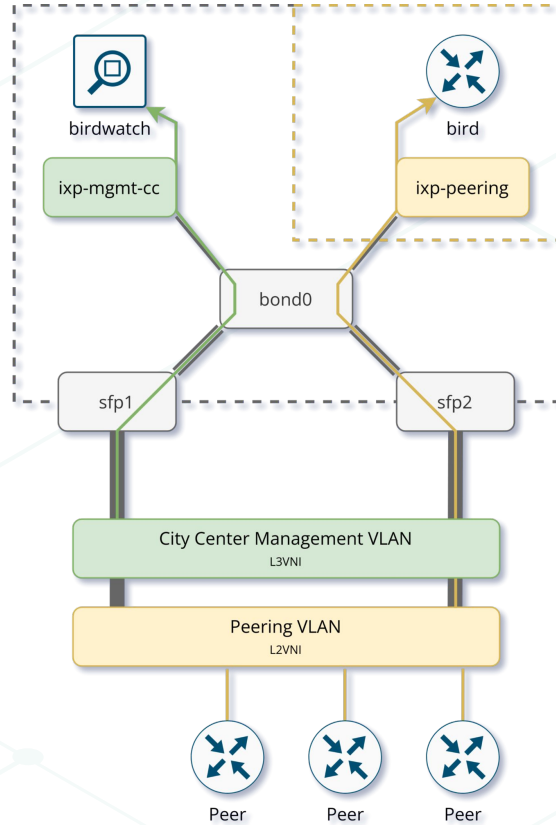 birdwatch
bird
ixp-mgmt-cc
ixp-peering
bond0
sfp1
sfp2
City Center Management VLAN
L3VNI
Peering VLAN
L2VNI
Peer
Peer
Peer